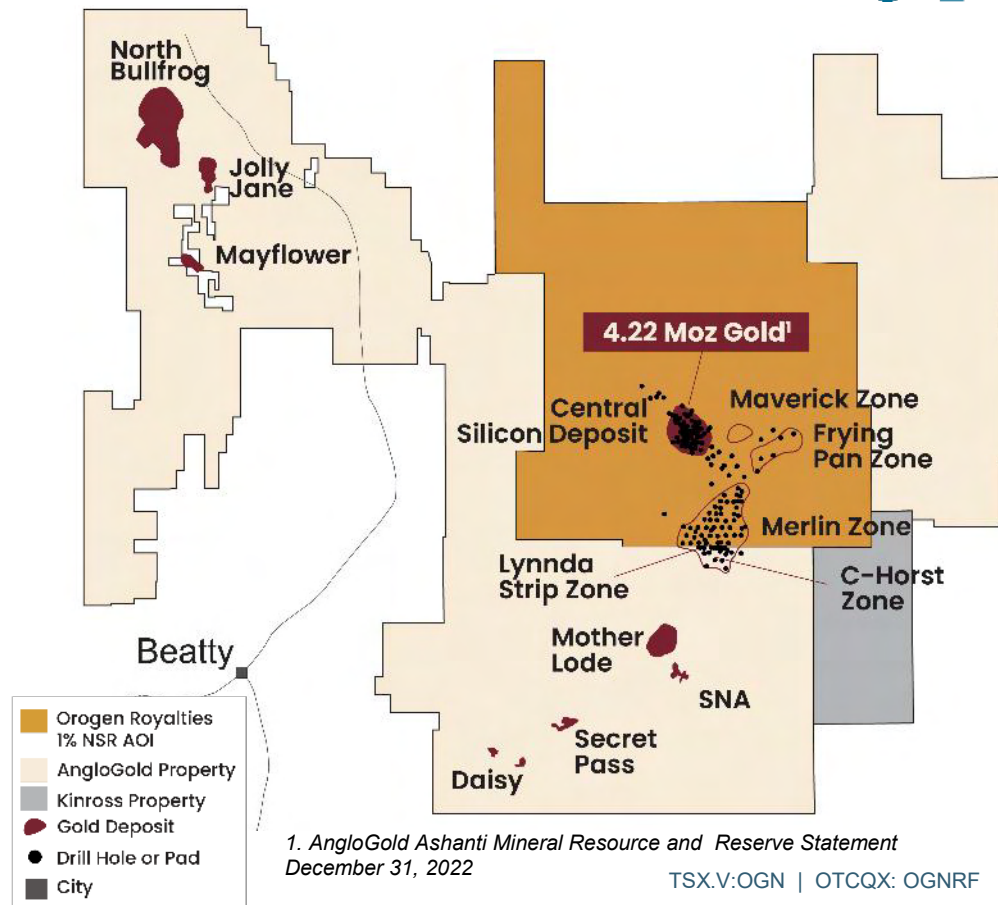 North
Bullfrog
Jolly
Jane
Mayflower
4.22 Moz Gold¹
Central
Silicon Deposit
Maverick Zone
Frying
Pan Zone
Merlin Zone
Lynnda
Strip Zone
C-Horst
Zone
Mother
Lode
SNA
Secret
Pass
Daisy
Beatty
Orogen Royalties
1% NSR AOI
AngloGold Property
Kinross Property
Gold Deposit
Drill Hole or Pad
City
1. AngloGold Ashanti Mineral Resource and Reserve Statement
December 31, 2022
TSX.V:OGN | OTCQX: OGNRF